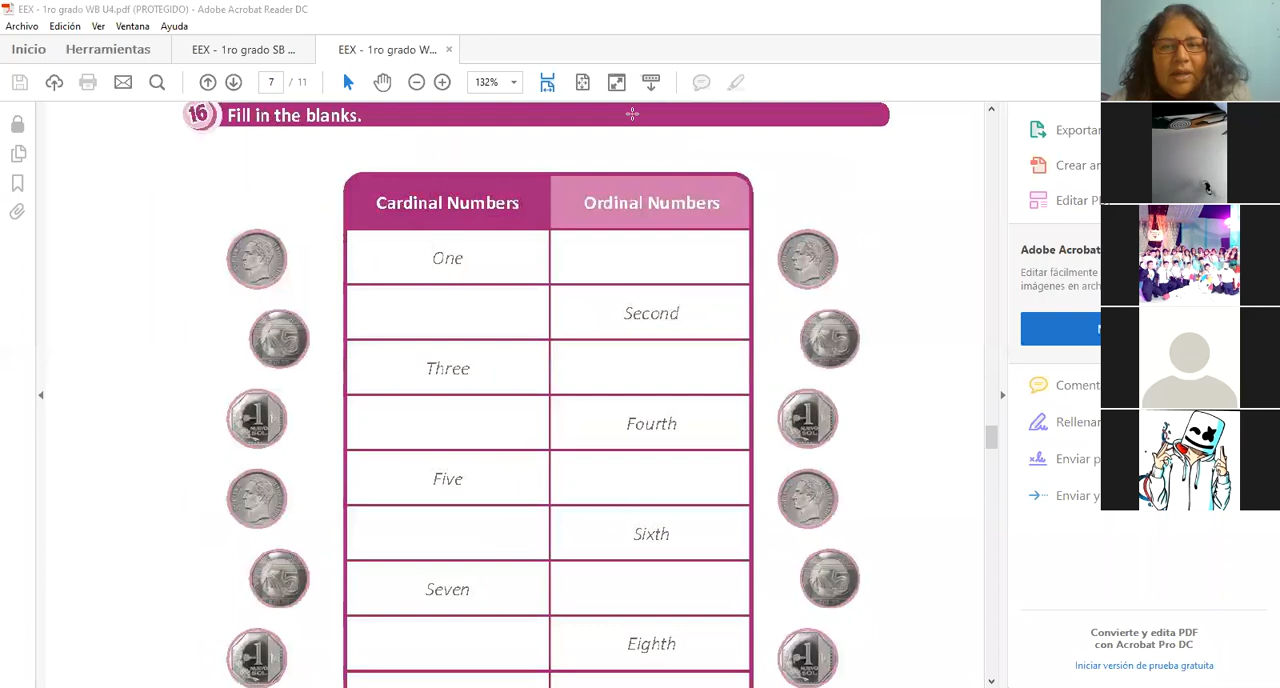 EEX - 1ro grado WB U4.pdf (PROTEGIDO) - Adobe Acrobat Reader DC
Archivo Edición Ver Ventana Ayuda
Inicio Herramientas EEX - 1ro grado SB ... EEX - 1ro grado W... ×
7 / 11 132%
16 Fill in the blanks.
Cardinal Numbers Ordinal Numbers
One
Second
Three
Fourth
Five
Sixth
Seven
Eighth
Exportar
Crear ar
Editar P
Adobe Acrobat
Editar fácilmente
imágenes en arch
Coment
Rellenar
Enviar p
Enviar y
Convierte y edita PDF
con Acrobat Pro DC
Iniciar versión de prueba gratuita